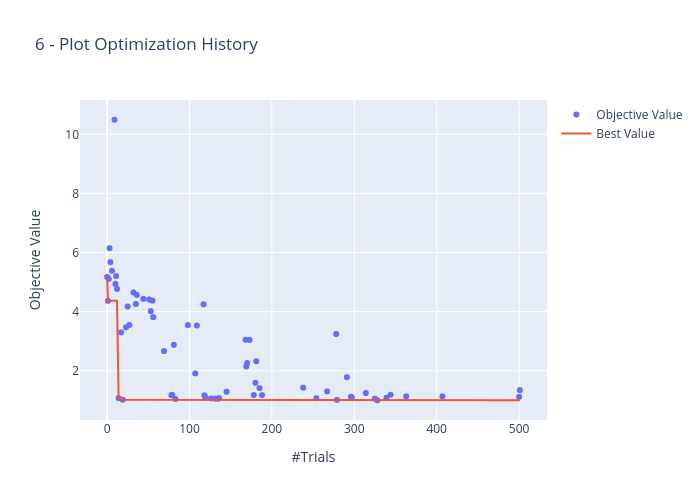 6 - Plot Optimization History
Objective Value
Best Value
10
8
6
4
2
Objective Value
0
100
200
300
400
500
#Trials